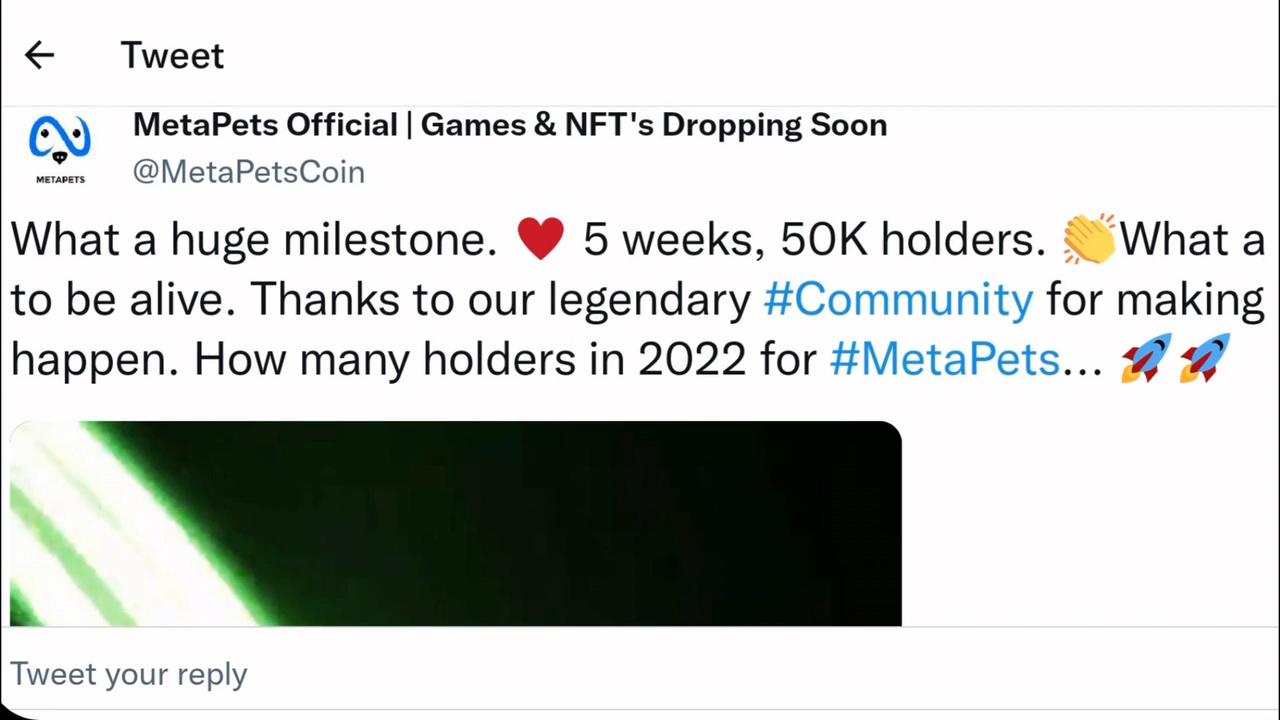 Tweet
MetaPets Official | Games & NFT's Dropping Soon
METAPETS
@MetaPetsCoin
What a huge milestone. ♥️ 5 weeks, 50K holders. 👏What a
to be alive. Thanks to our legendary #Community for making
happen. How many holders in 2022 for #MetaPets... 🚀🚀
Tweet your reply